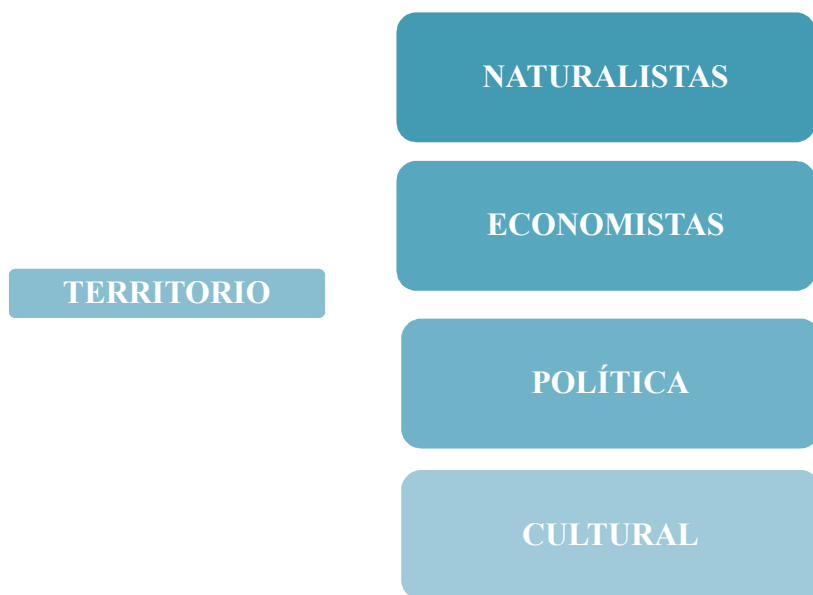 TERRITORIO
NATURALISTAS
ECONOMISTAS
POLÍTICA
CULTURAL